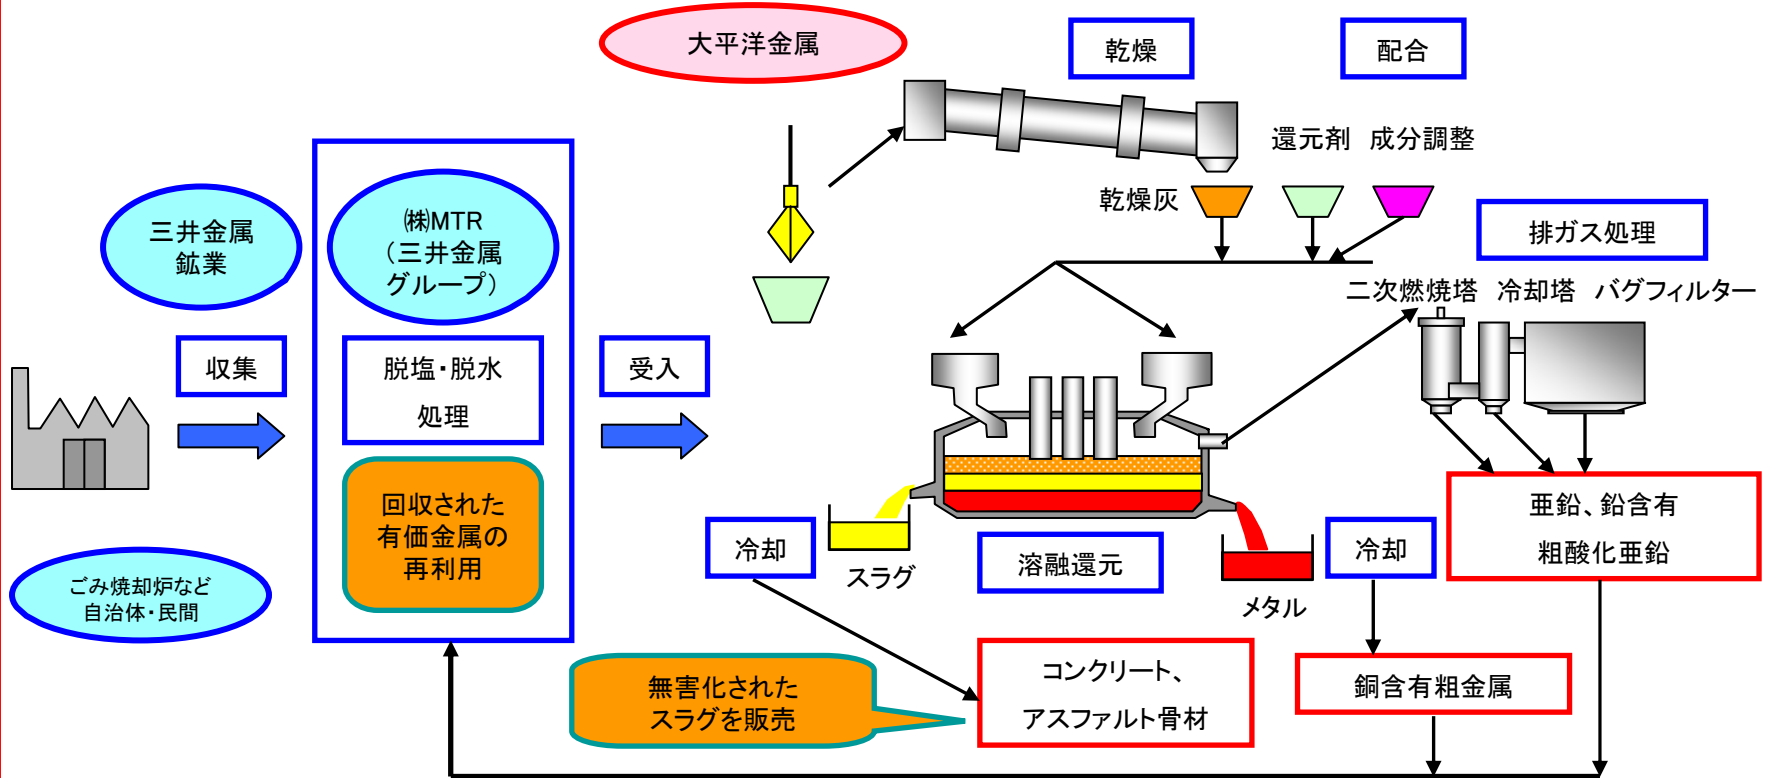 大平洋金属
乾燥
配合
還元剤 成分調整
乾燥灰
三井金属
鉱業
㈱MTR
（三井金属
グループ）
排ガス処理
二次燃焼塔 冷却塔 バグフィルター
収集
脱塩・脱水
処理
受入
回収された
有価金属の
再利用
ごみ焼却炉など
自治体・民間
冷却
スラグ
溶融還元
メタル
冷却
亜鉛、鉛含有
粗酸化亜鉛
無害化された
スラグを販売
コンクリート、
アスファルト骨材
銅含有粗金属